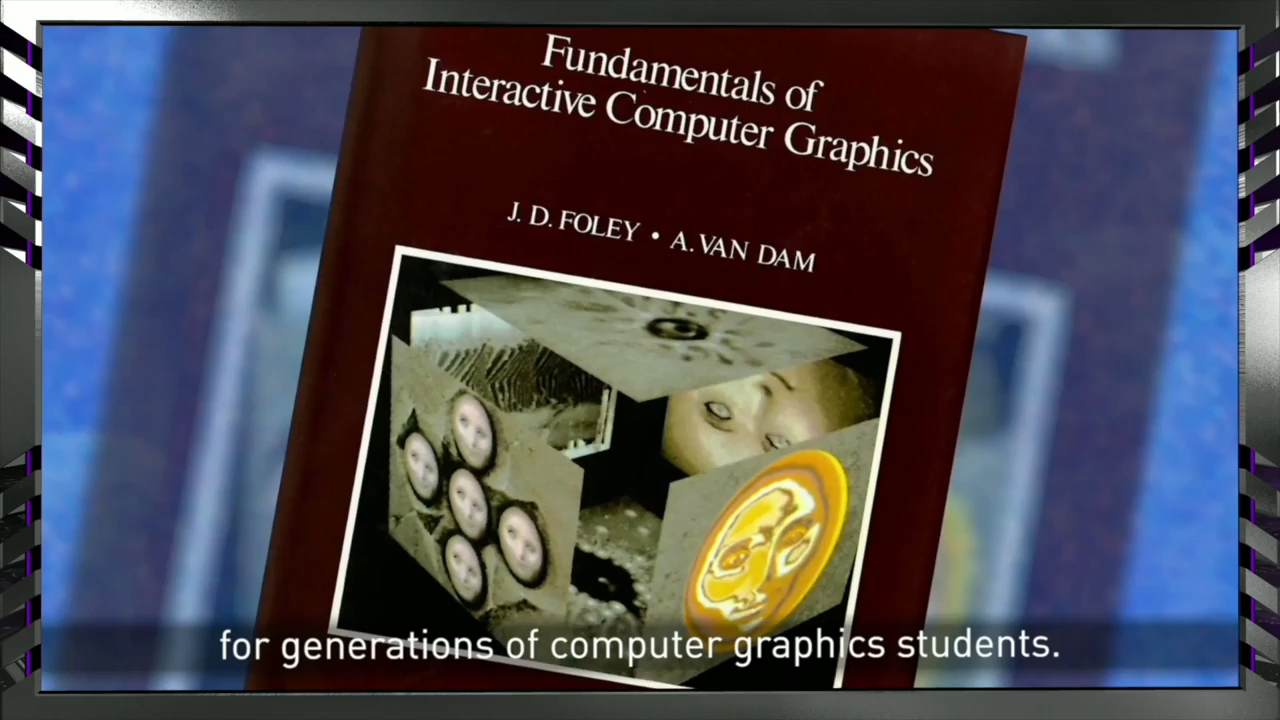 Fundamentals of
Interactive Computer Graphics
J. D. FOLEY • A. VAN DAM
for generations of computer graphics students.